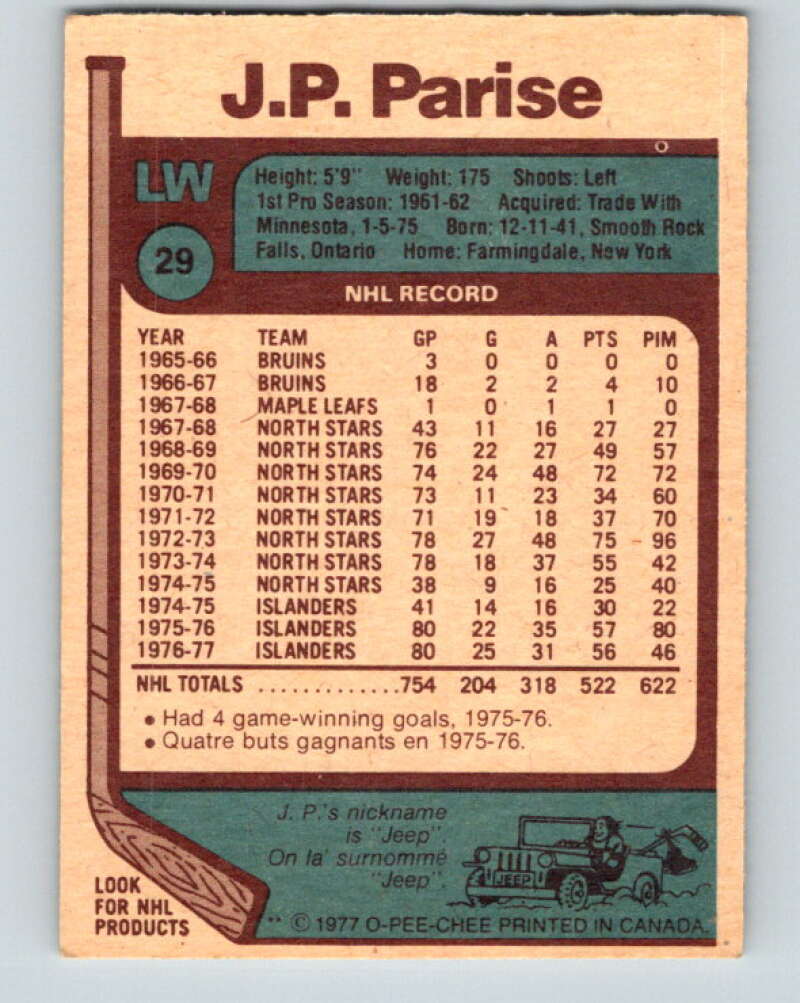 J.P. Parise
LW
29
Height: 5'9" Weight: 175 Shoots: Left
1st Pro Season: 1961-62 Acquired: Trade With
Minnesota, 1-5-75 Born: 12-11-41, Smooth Rock
Falls, Ontario Home: Farmingdale, New York
NHL RECORD
YEAR TEAM GP G A PTS PIM
1965-66 BRUINS 3 0 0 0 0
1966-67 BRUINS 18 2 2 4 10
1967-68 MAPLE LEAFS 1 0 1 1 0
1967-68 NORTH STARS 43 11 16 27 27
1968-69 NORTH STARS 76 22 27 49 57
1969-70 NORTH STARS 74 24 48 72 72
1970-71 NORTH STARS 73 11 23 34 60
1971-72 NORTH STARS 71 19 18 37 70
1972-73 NORTH STARS 78 27 48 75 96
1973-74 NORTH STARS 78 18 37 55 42
1974-75 NORTH STARS 38 9 16 25 40
1974-75 ISLANDERS 41 14 16 30 22
1975-76 ISLANDERS 80 22 35 57 80
1976-77 ISLANDERS 80 25 31 56 46
NHL TOTALS .............754 204 318 522 622
• Had 4 game-winning goals, 1975-76.
• Quatre buts gagnants en 1975-76.
J. P.'s nickname
is "Jeep".
On la' surnommé
"Jeep".
JEEP
LOOK
FOR NHL
PRODUCTS
** © 1977 O-PEE-CHEE PRINTED IN CANADA.